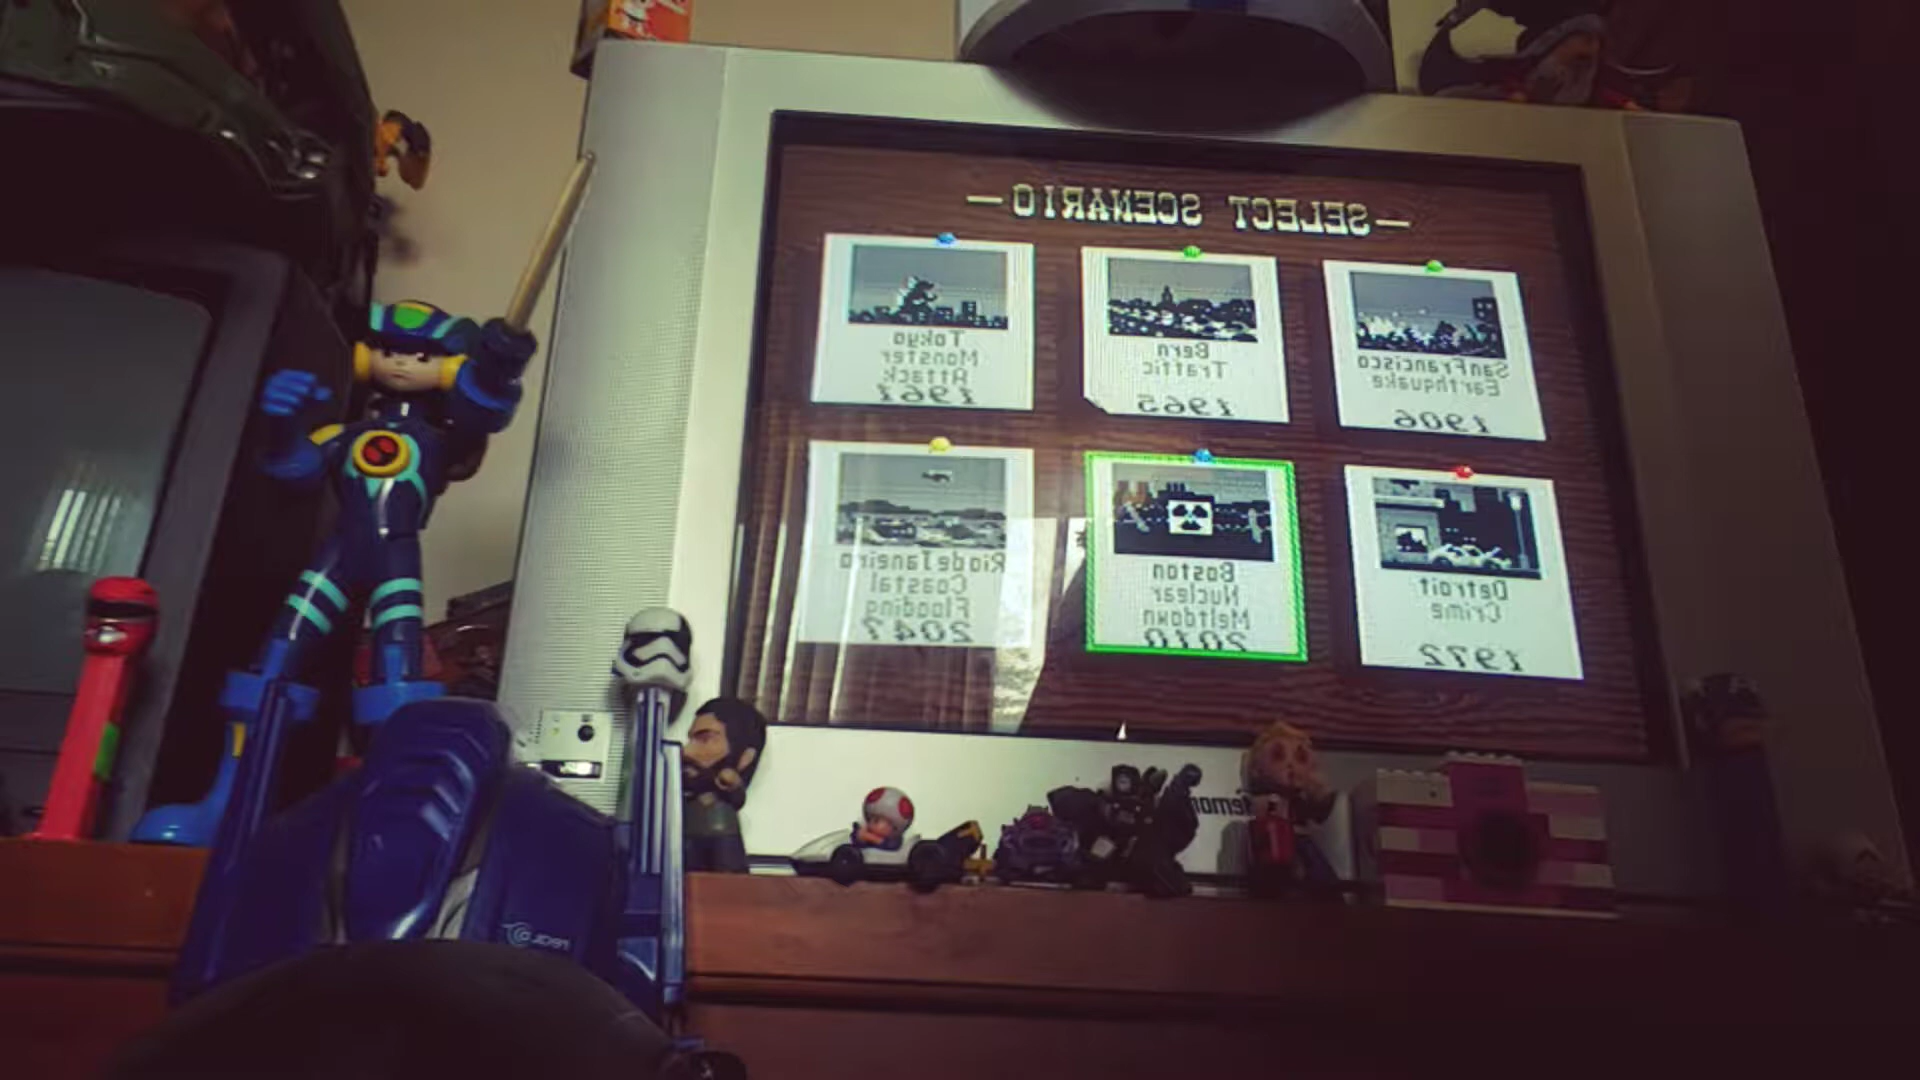 —SELECT SCENARIO—
SanFrancisco
Earthquake
1906
Bern
Traffic
1965
Tokyo
Monster
Attack
1961
Detroit
Crime
1972
Boston
Nuclear
Meltdown
2010
RiodeJaneiro
Coastal
Flooding
2047